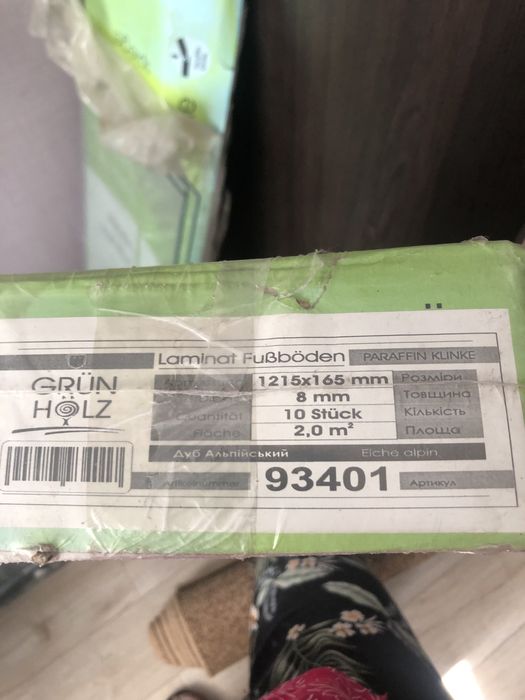 Laminat Fußböden PARAFFIN KLINKE
GRÜN HOLZ
1215x165 mm Розміри
8 mm Товщина
Quantität 10 Stück Кількість
Fläche 2,0 m² Площа
Дуб Альпійський Eiche alpin
Artikelnummer 93401 Артикул